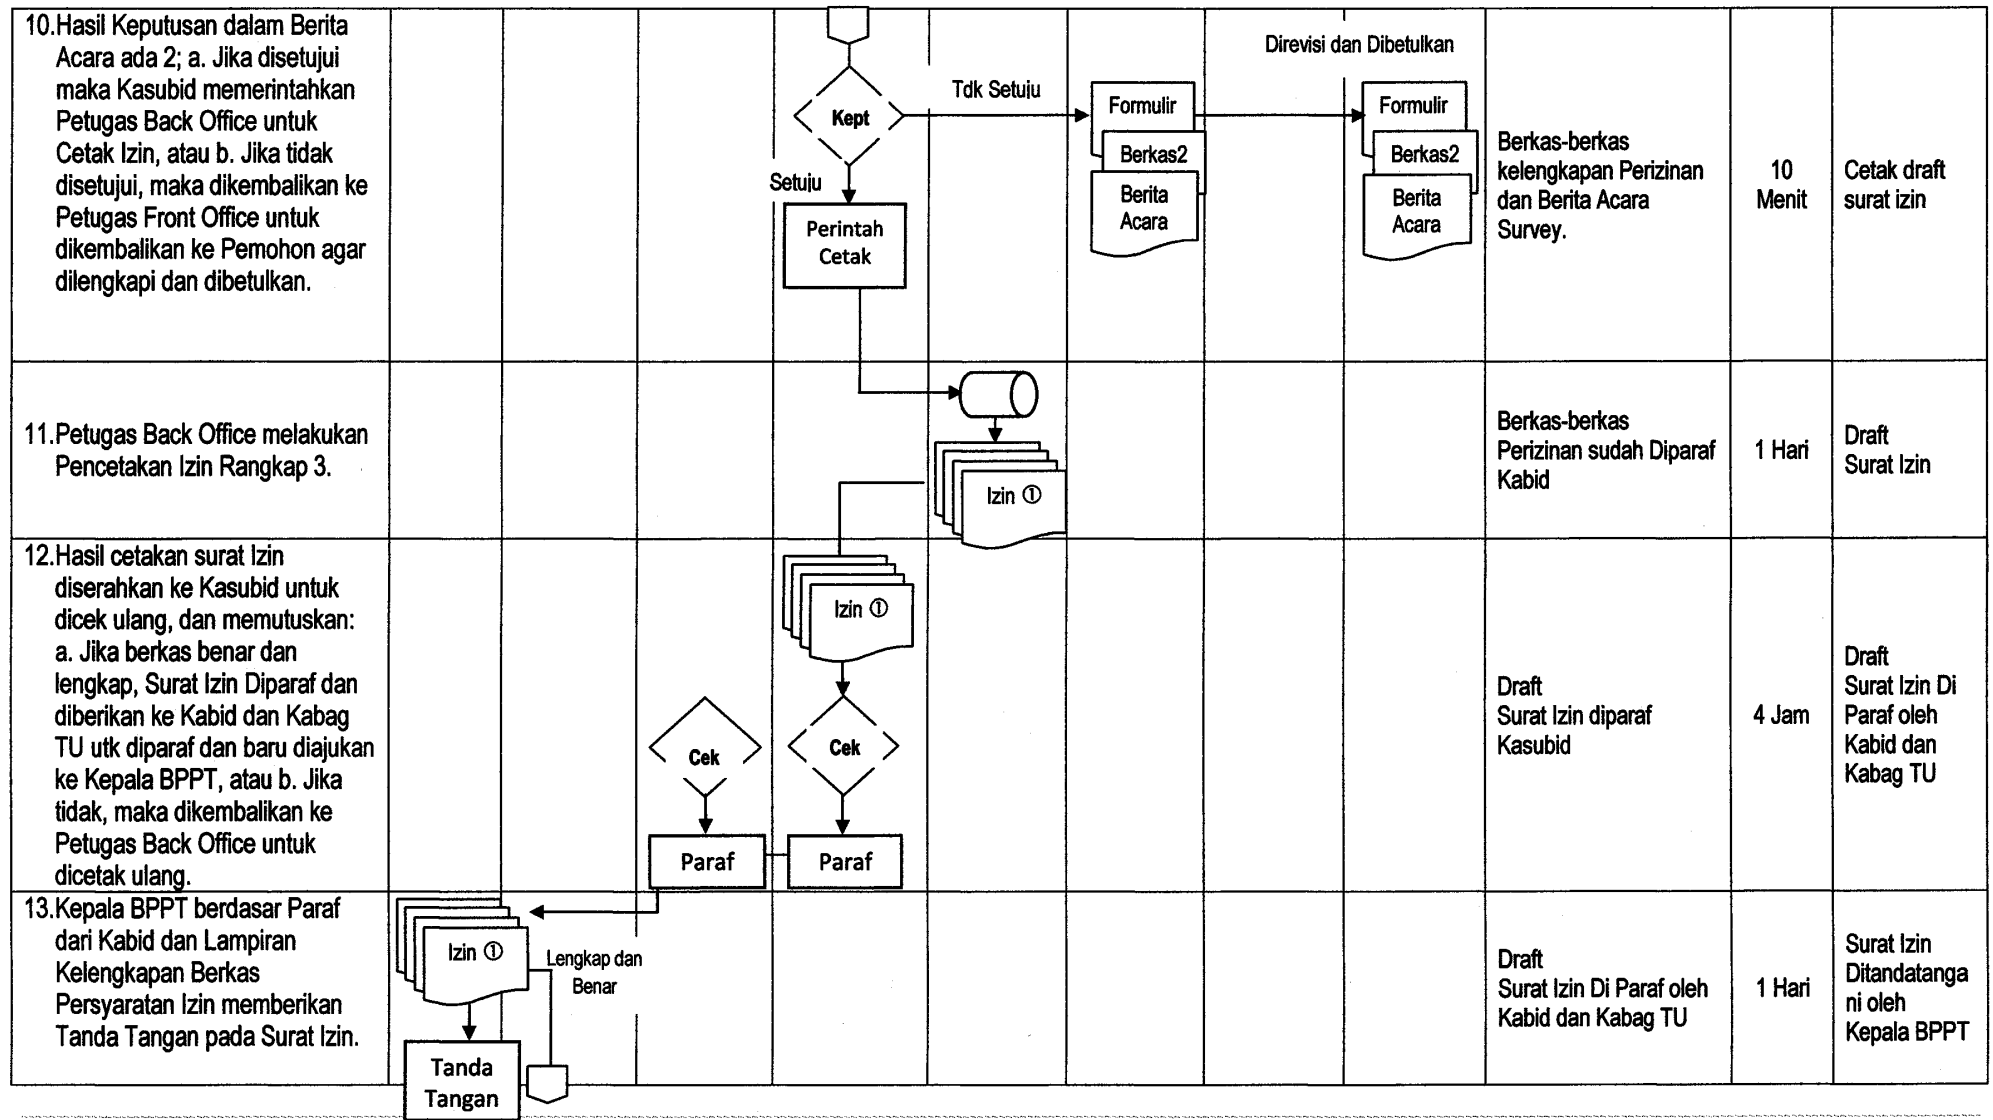 10.Hasil Keputusan dalam Berita
Acara ada 2; a. Jika disetujui
maka Kasubid memerintahkan
Petugas Back Office untuk
Cetak Izin, atau b. Jika tidak
disetujui, maka dikembalikan ke
Petugas Front Office untuk
dikembalikan ke Pemohon agar
dilengkapi dan dibetulkan.
Kept
Tdk Setuju
Setuju
Perintah
Cetak
Direvisi dan Dibetulkan
Formulir
Berkas2
Berita
Acara
Formulir
Berkas2
Berita
Acara
Berkas-berkas
kelengkapan Perizinan
dan Berita Acara
Survey.
10
Menit
Cetak draft
surat izin
11.Petugas Back Office melakukan
Pencetakan Izin Rangkap 3.
Izin ①
Berkas-berkas
Perizinan sudah Diparaf
Kabid
1 Hari
Draft
Surat Izin
12.Hasil cetakan surat Izin
diserahkan ke Kasubid untuk
dicek ulang, dan memutuskan:
a. Jika berkas benar dan
lengkap, Surat Izin Diparaf dan
diberikan ke Kabid dan Kabag
TU utk diparaf dan baru diajukan
ke Kepala BPPT, atau b. Jika
tidak, maka dikembalikan ke
Petugas Back Office untuk
dicetak ulang.
Izin ①
Cek
Cek
Paraf
Paraf
Draft
Surat Izin diparaf
Kasubid
4 Jam
Draft
Surat Izin Di
Paraf oleh
Kabid dan
Kabag TU
13.Kepala BPPT berdasar Paraf
dari Kabid dan Lampiran
Kelengkapan Berkas
Persyaratan Izin memberikan
Tanda Tangan pada Surat Izin.
Izin ①
Lengkap dan
Benar
Tanda
Tangan
Draft
Surat Izin Di Paraf oleh
Kabid dan Kabag TU
1 Hari
Surat Izin
Ditandatanga
ni oleh
Kepala BPPT